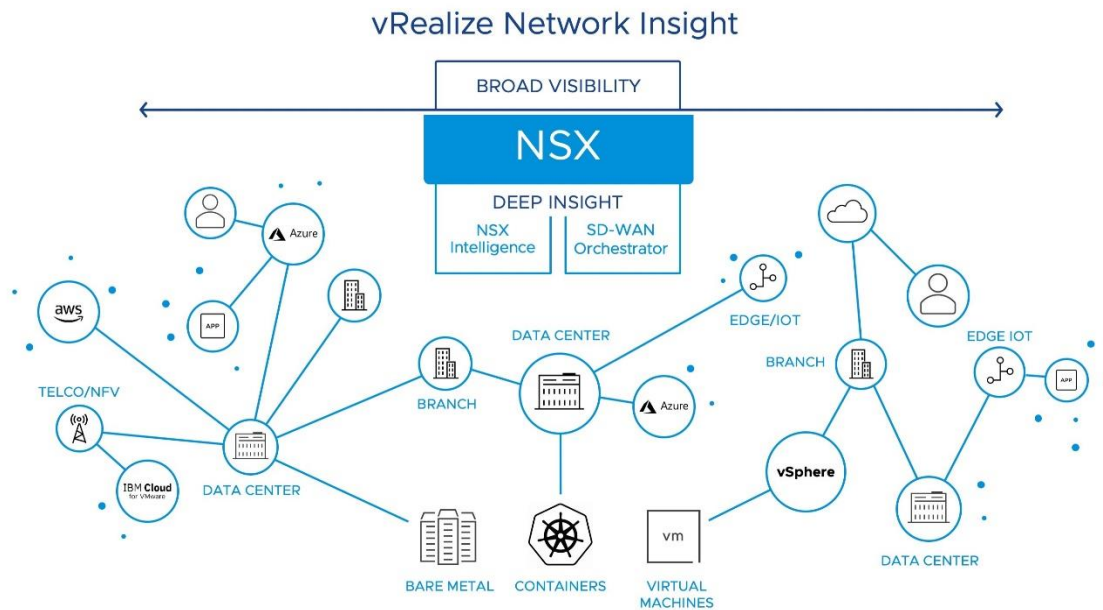 vRealize Network Insight
BROAD VISIBILITY
NSX
DEEP INSIGHT
NSX
Intelligence
SD-WAN
Orchestrator
Azure
aws
APP
EDGE/IOT
DATA CENTER
BRANCH
EDGE IOT
APP
TELCO/NFV
BRANCH
Azure
IBM Cloud
for VMware
DATA CENTER
vSphere
vm
DATA CENTER
BARE METAL
CONTAINERS
VIRTUAL
MACHINES